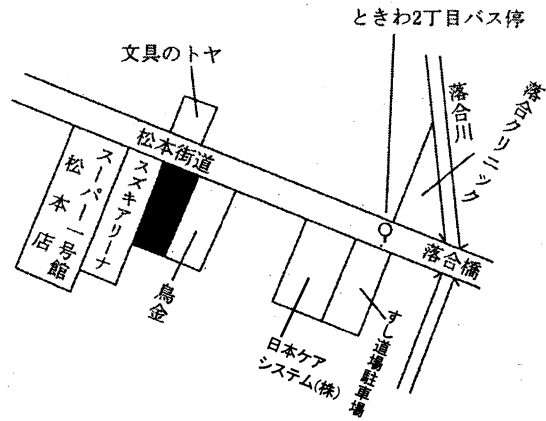 ときわ2丁目バス停
文具のトヤ
落合川
落合クリニック
松本街道
スーパー一号館
松本店
スズキアリーナ
鳥金
落合橋
日本ケア
システム(株)
すし道場駐車場